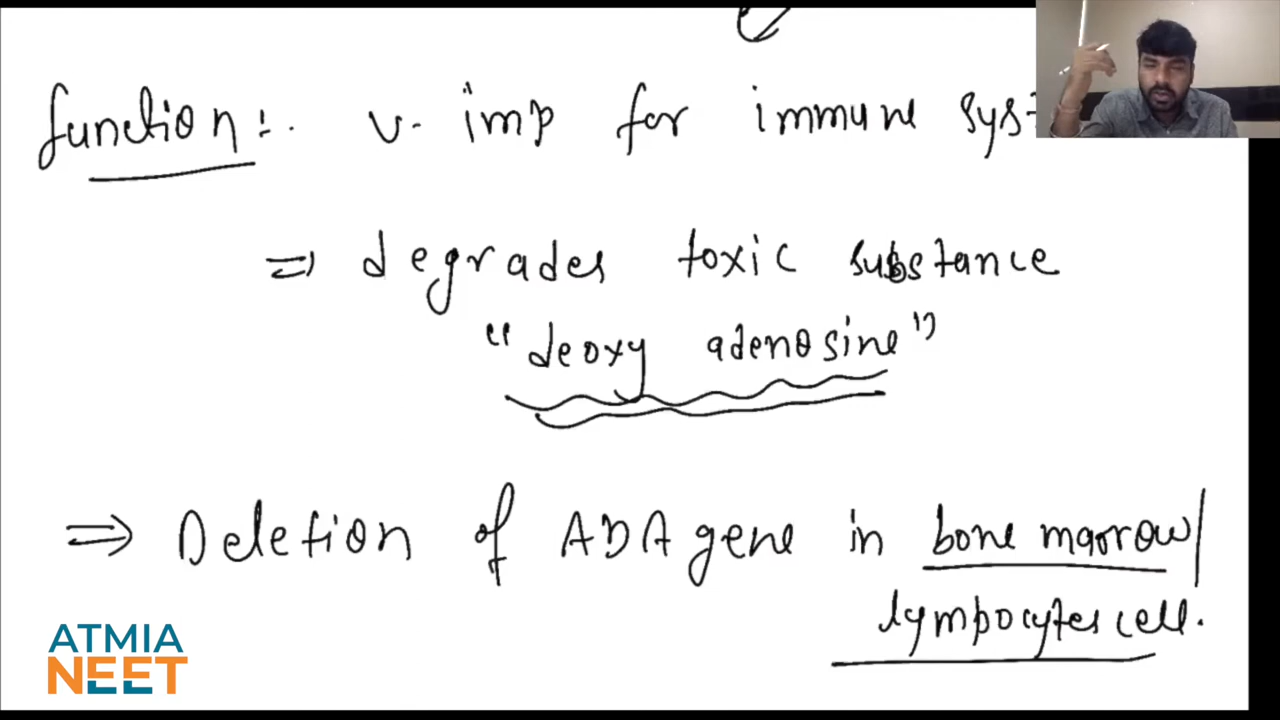 function:- v. imp for immune syst
⇒ degrades toxic substance
"deoxy adenosine"
⇒ Deletion of ADA gene in bone marrow/
lympocytes cell.
ATMIA
NEET